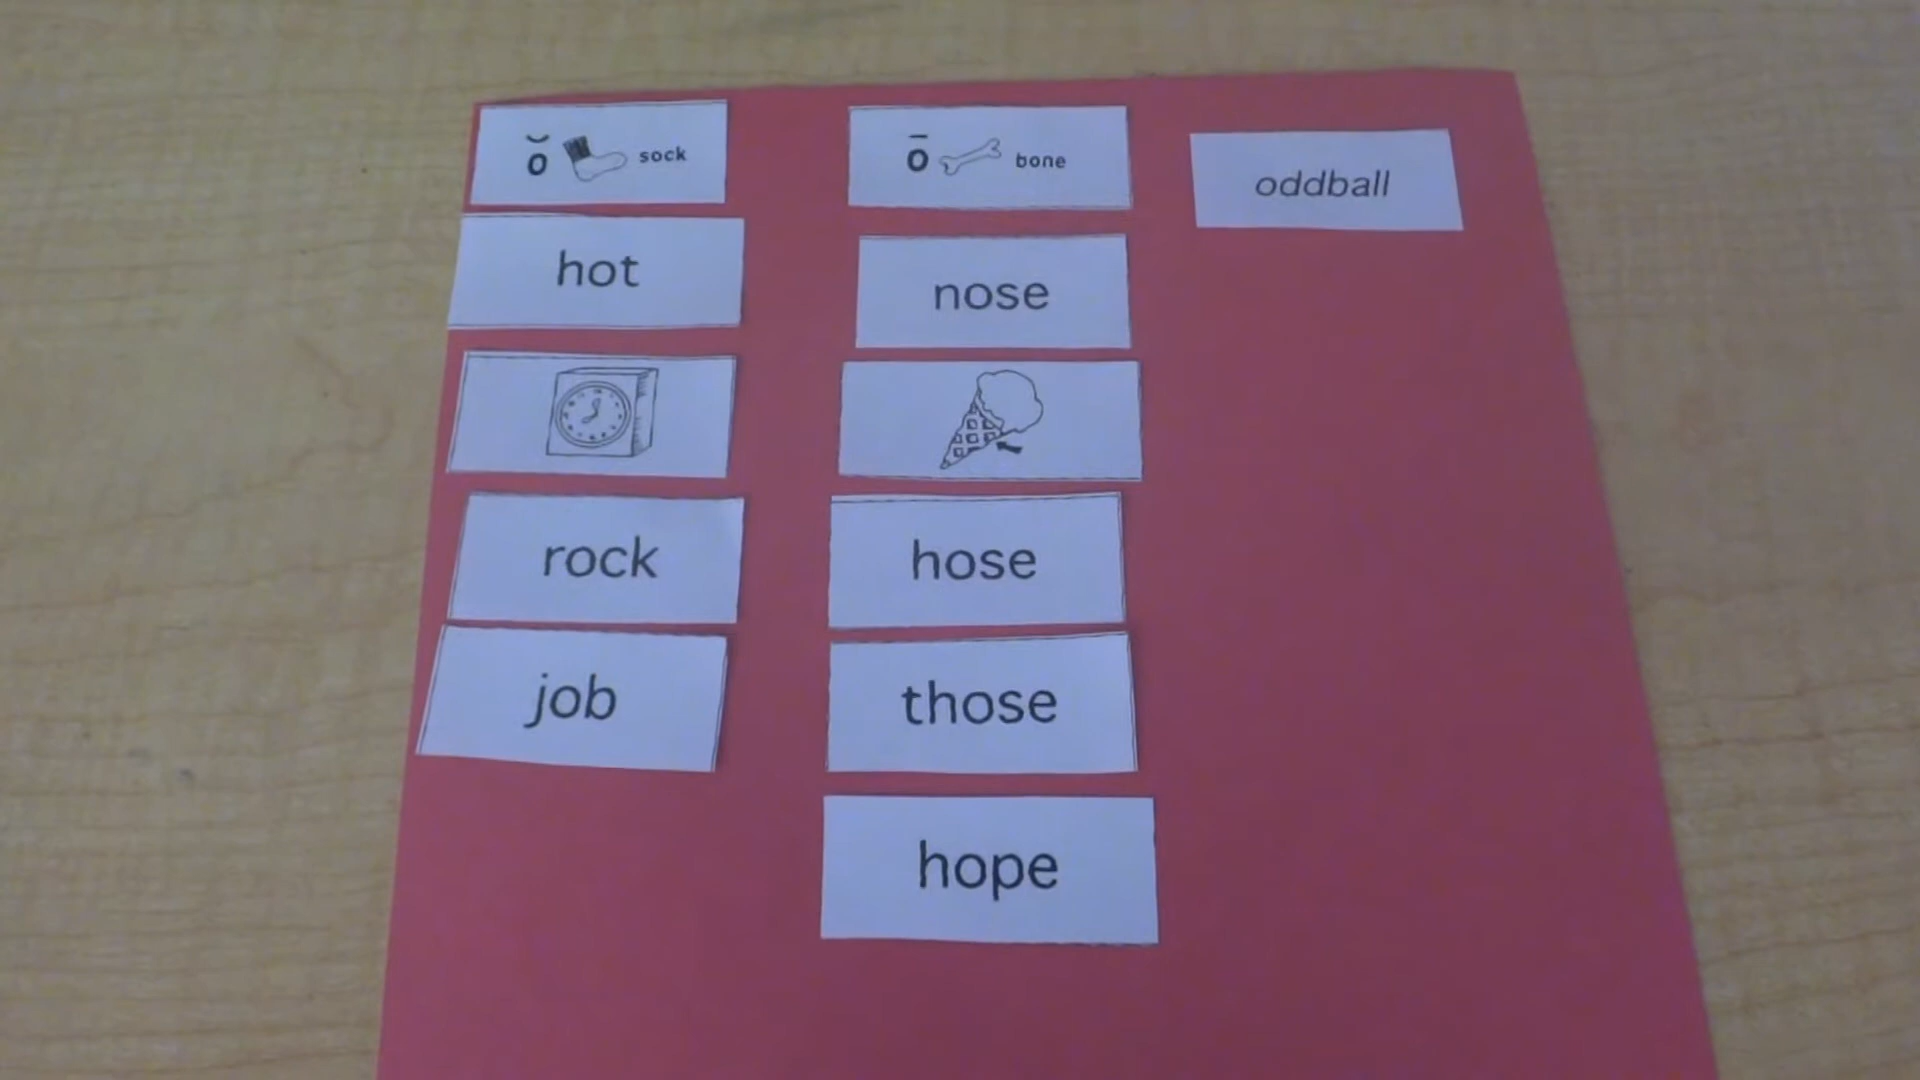 ŏ sock
hot
rock
job
ō bone
nose
hose
those
hope
oddball